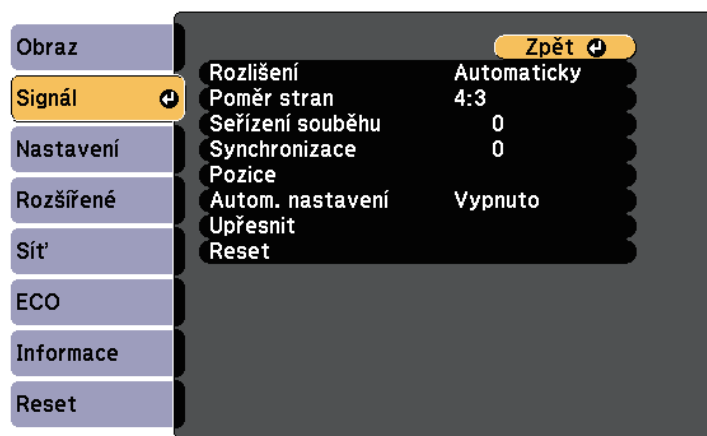 Obraz
Signál
Nastavení
Rozšířené
Síť
ECO
Informace
Reset
Zpět
Rozlišení Automaticky
Poměr stran 4:3
Seřízení souběhu 0
Synchronizace 0
Pozice
Autom. nastavení Vypnuto
Upřesnit
Reset